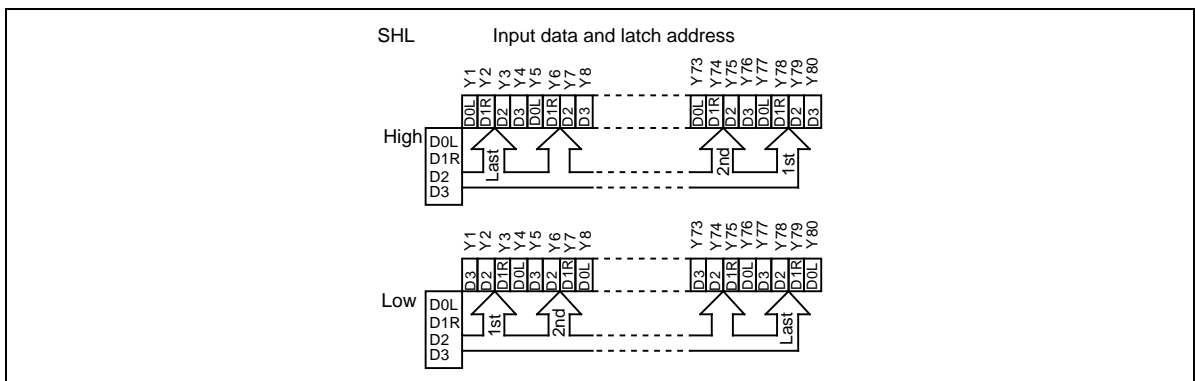 SHL Input data and latch address
Y1 Y2 Y3 Y4 Y5 Y6 Y7 Y8 Y73 Y74 Y75 Y76 Y77 Y78 Y79 Y80
D0L D1R D2 D3 D0L D1R D2 D3 D0L D1R D2 D3 D0L D1R D2 D3
High
D0L
D1R
D2
D3
Last 2nd 1st
Y1 Y2 Y3 Y4 Y5 Y6 Y7 Y8 Y73 Y74 Y75 Y76 Y77 Y78 Y79 Y80
D3 D2 D1R D0L D3 D2 D1R D0L D3 D2 D1R D0L D3 D2 D1R D0L
Low
D0L
D1R
D2
D3
1st 2nd Last